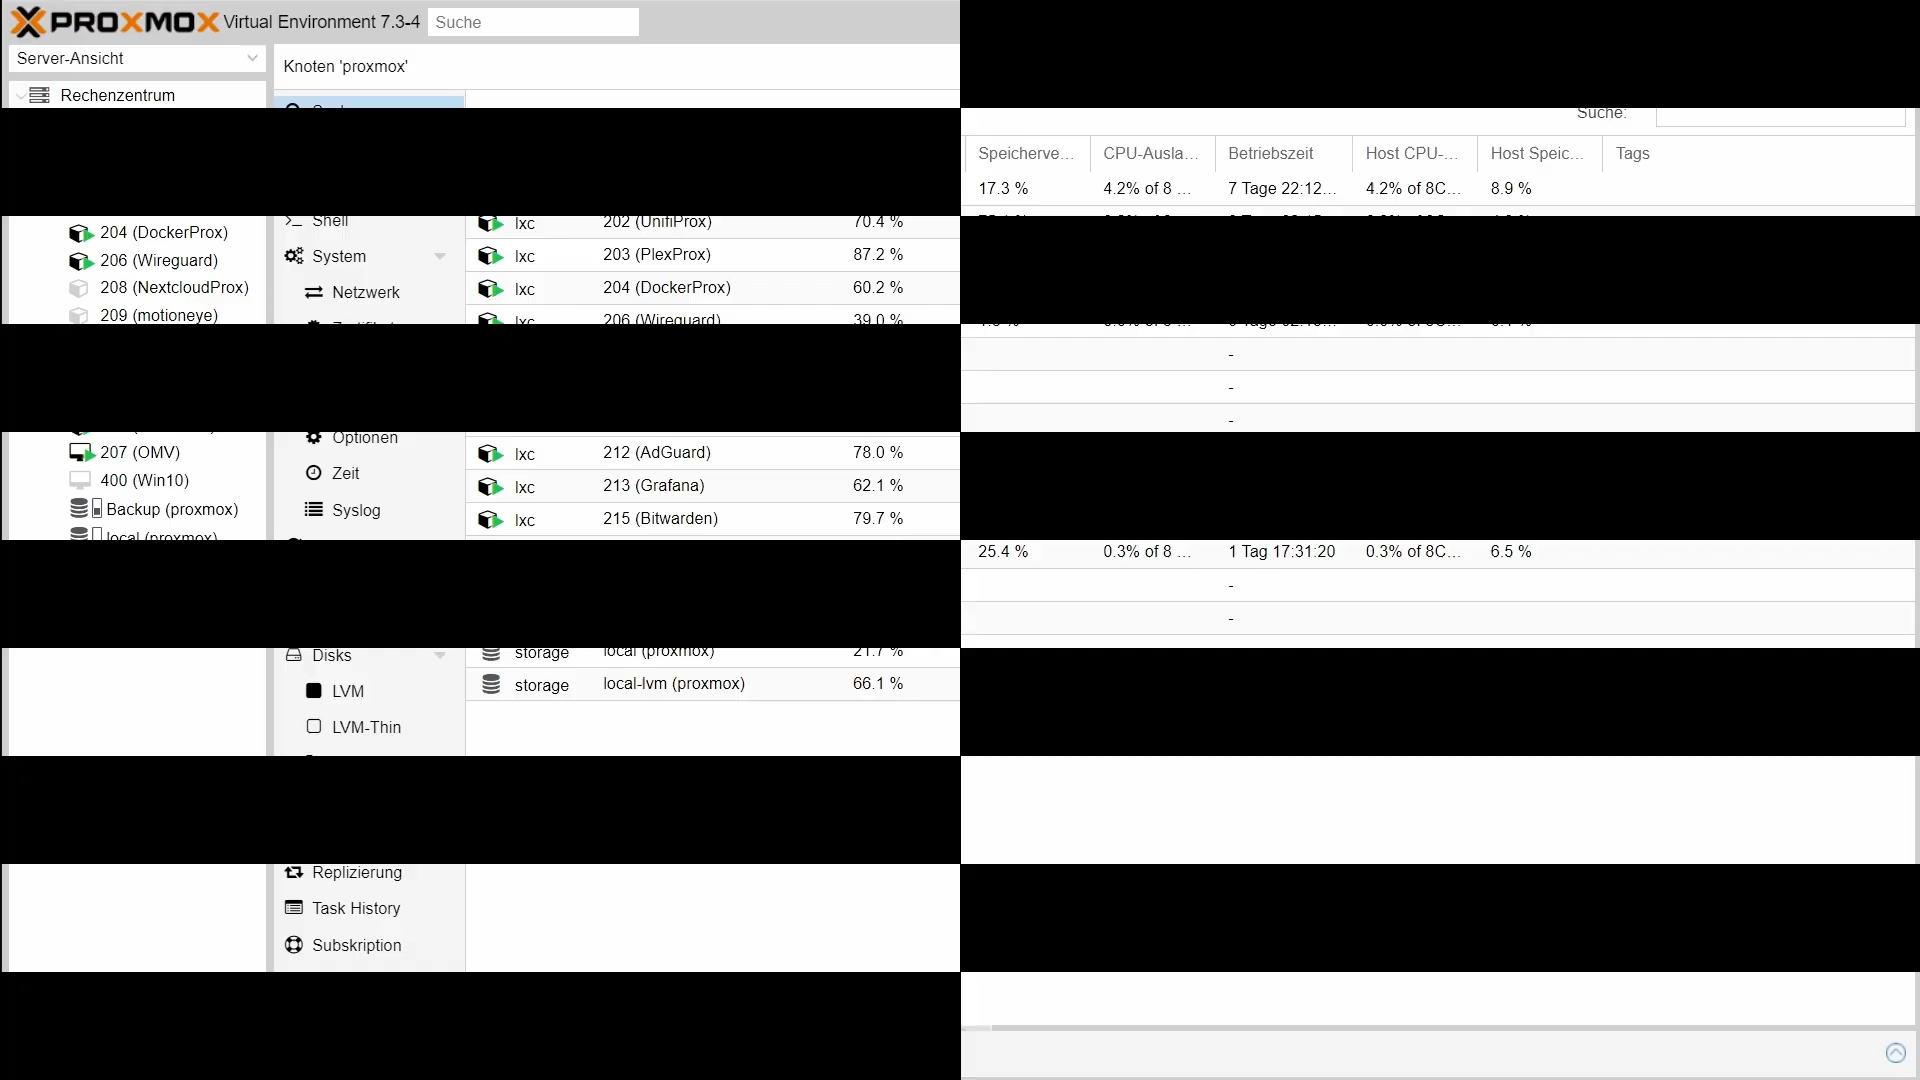 PROXMOX Virtual Environment 7.3-4 Suche
Server-Ansicht
Knoten 'proxmox'
Rechenzentrum
Suche:
Speicherve... CPU-Ausla... Betriebszeit Host CPU-... Host Speic... Tags
17.3 % 4.2% of 8 ... 7 Tage 22:12... 4.2% of 8C... 8.9 %
204 (DockerProx)
206 (Wireguard)
208 (NextcloudProx)
209 (motioneye)
Shell
System
Netzwerk
lxc 202 (UnifiProx) 70.4 %
lxc 203 (PlexProx) 87.2 %
lxc 204 (DockerProx) 60.2 %
lxc 206 (Wireguard) 39.0 %
-
-
-
207 (OMV)
400 (Win10)
Backup (proxmox)
local (proxmox)
Optionen
Zeit
Syslog
lxc 212 (AdGuard) 78.0 %
lxc 213 (Grafana) 62.1 %
lxc 215 (Bitwarden) 79.7 %
25.4 % 0.3% of 8 ... 1 Tag 17:31:20 0.3% of 8C... 6.5 %
-
-
Disks
LVM
LVM-Thin
storage local (proxmox) 21.7 %
storage local-lvm (proxmox) 66.1 %
Replizierung
Task History
Subskription